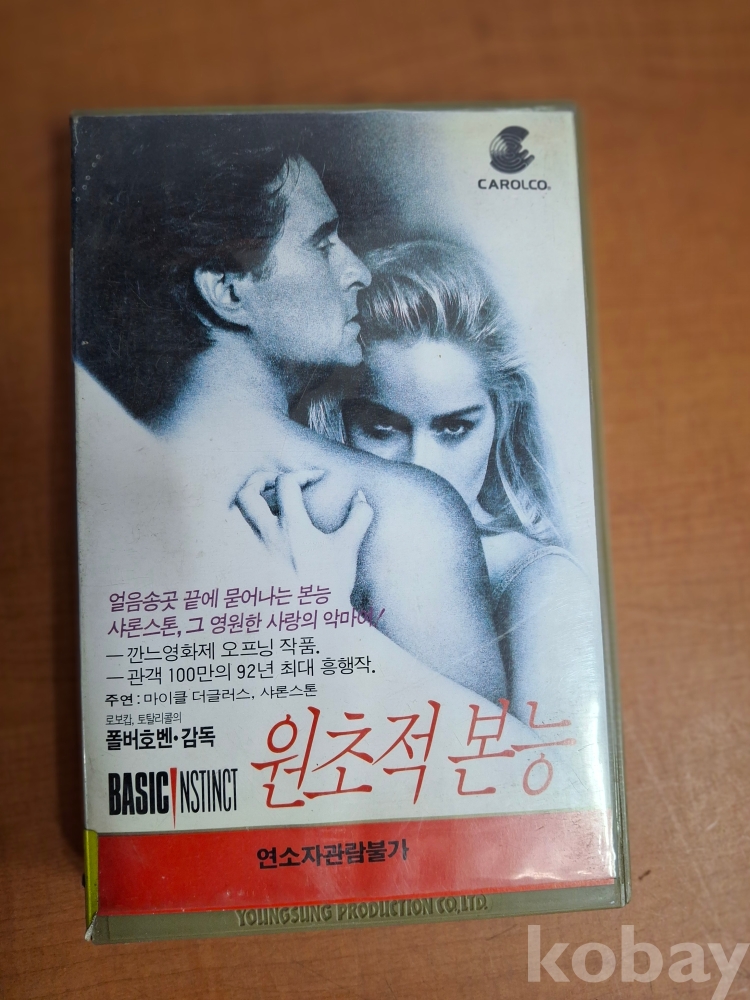 CAROLCO®
얼음송곳 끝에 묻어나는 본능
샤론스톤, 그 영원한 사랑의 악마여!
—깐느영화제 오프닝 작품.
—관객 100만의 92년 최대 흥행작.
주연 : 마이클 더글러스, 샤론스톤
로보캅, 토탈리콜의
폴버호벤·감독
BASIC INSTINCT
원초적 본능
연소자관람불가
YOUNGSUNG PRODUCTION CO,LTD.
kobay